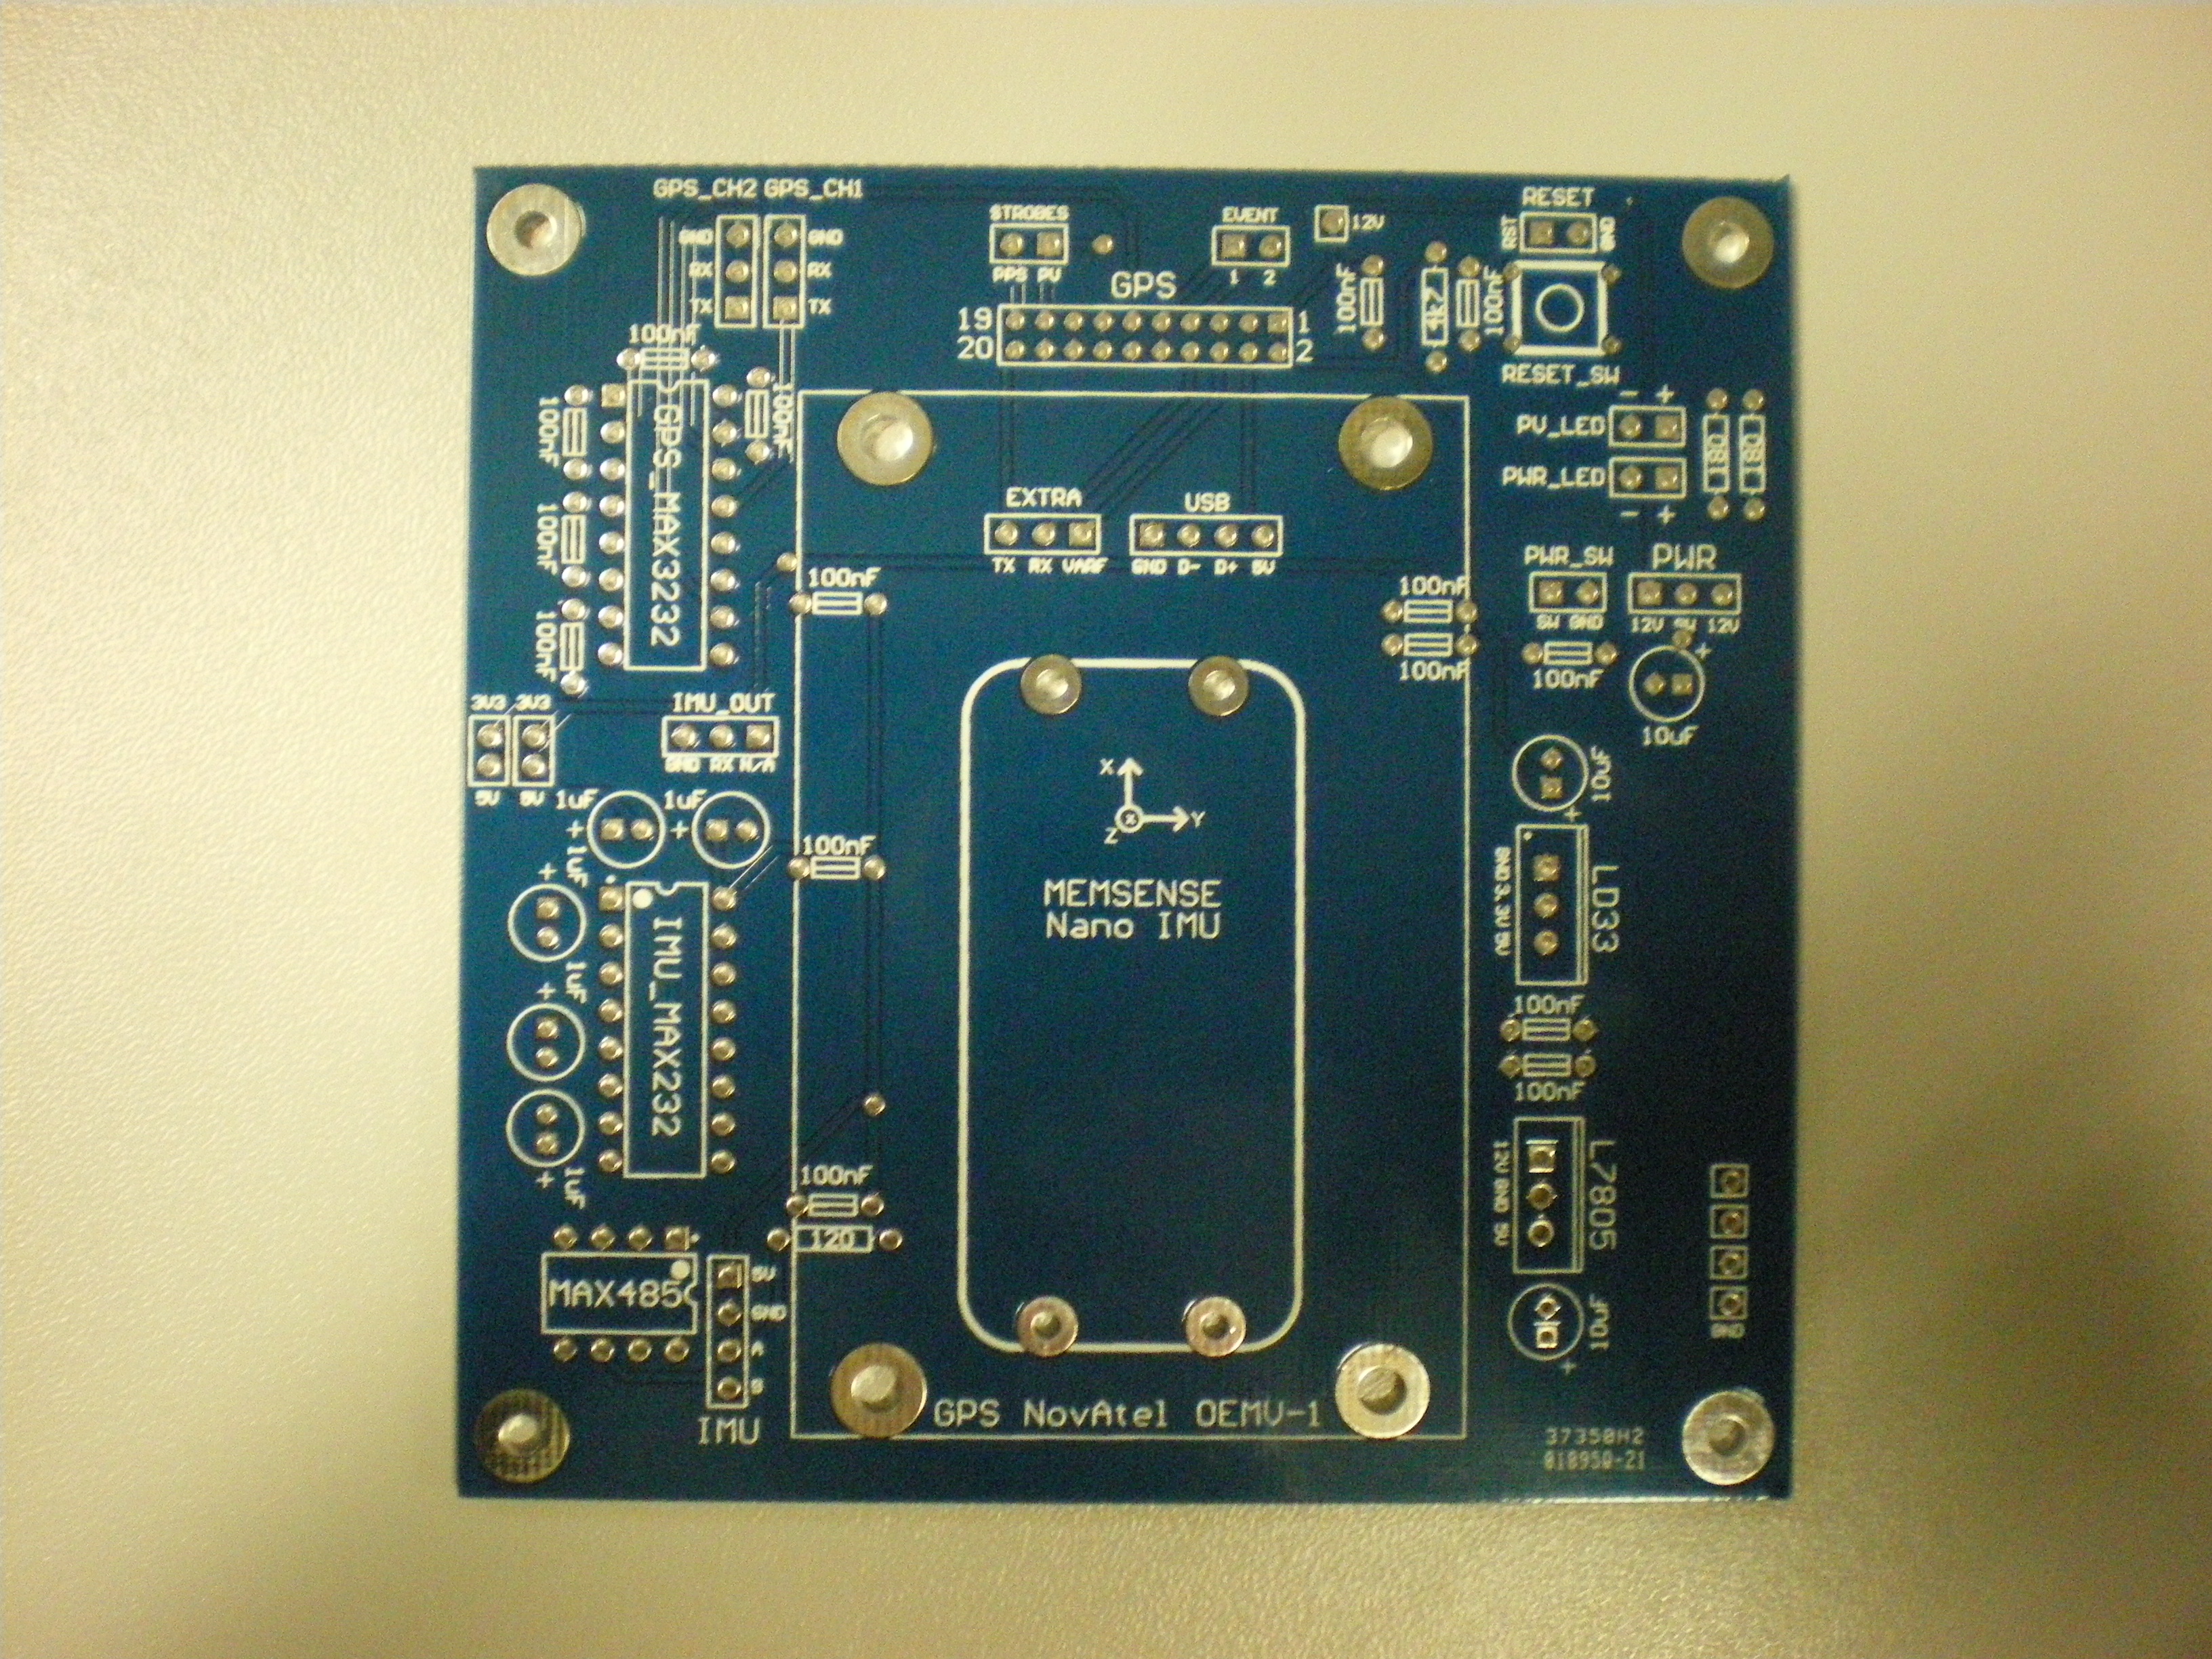 GPS_CH2 GPS_CH1
GND GND
RX RX
TX TX
STROBES
PPS PV
EVENT
1 2
12V
RESET
RST
GND
GPS
19 1
20 2
100nF
4k7
100nF
RESET_SW
100nF
100nF
100nF
100nF
100nF
GPS_MAX3232
- +
PV_LED
PWR_LED
- +
180
180
EXTRA
TX RX VARF
USB
GND D- D+ 5V
PWR_SW
SW GND
PWR
12V SW 12V
100nF
+
10uF
100nF
100nF
100nF
3V3 3V3
5V 5V
IMU_OUT
GND RX N/A
1uF 1uF
+ +
1uF
+
1uF
+
1uF
+
IMU_MAX232
100nF
X
Y
Z
MEMSENSE
Nano IMU
10uF
+
LD33
GND 3.3V 5V
100nF
100nF
L7805
12V GND 5V
10uF
+
100nF
120
MAX485
5V
GND
A
B
IMU
GPS NovAtel OEMV-1
GND
37350H2
018950-21